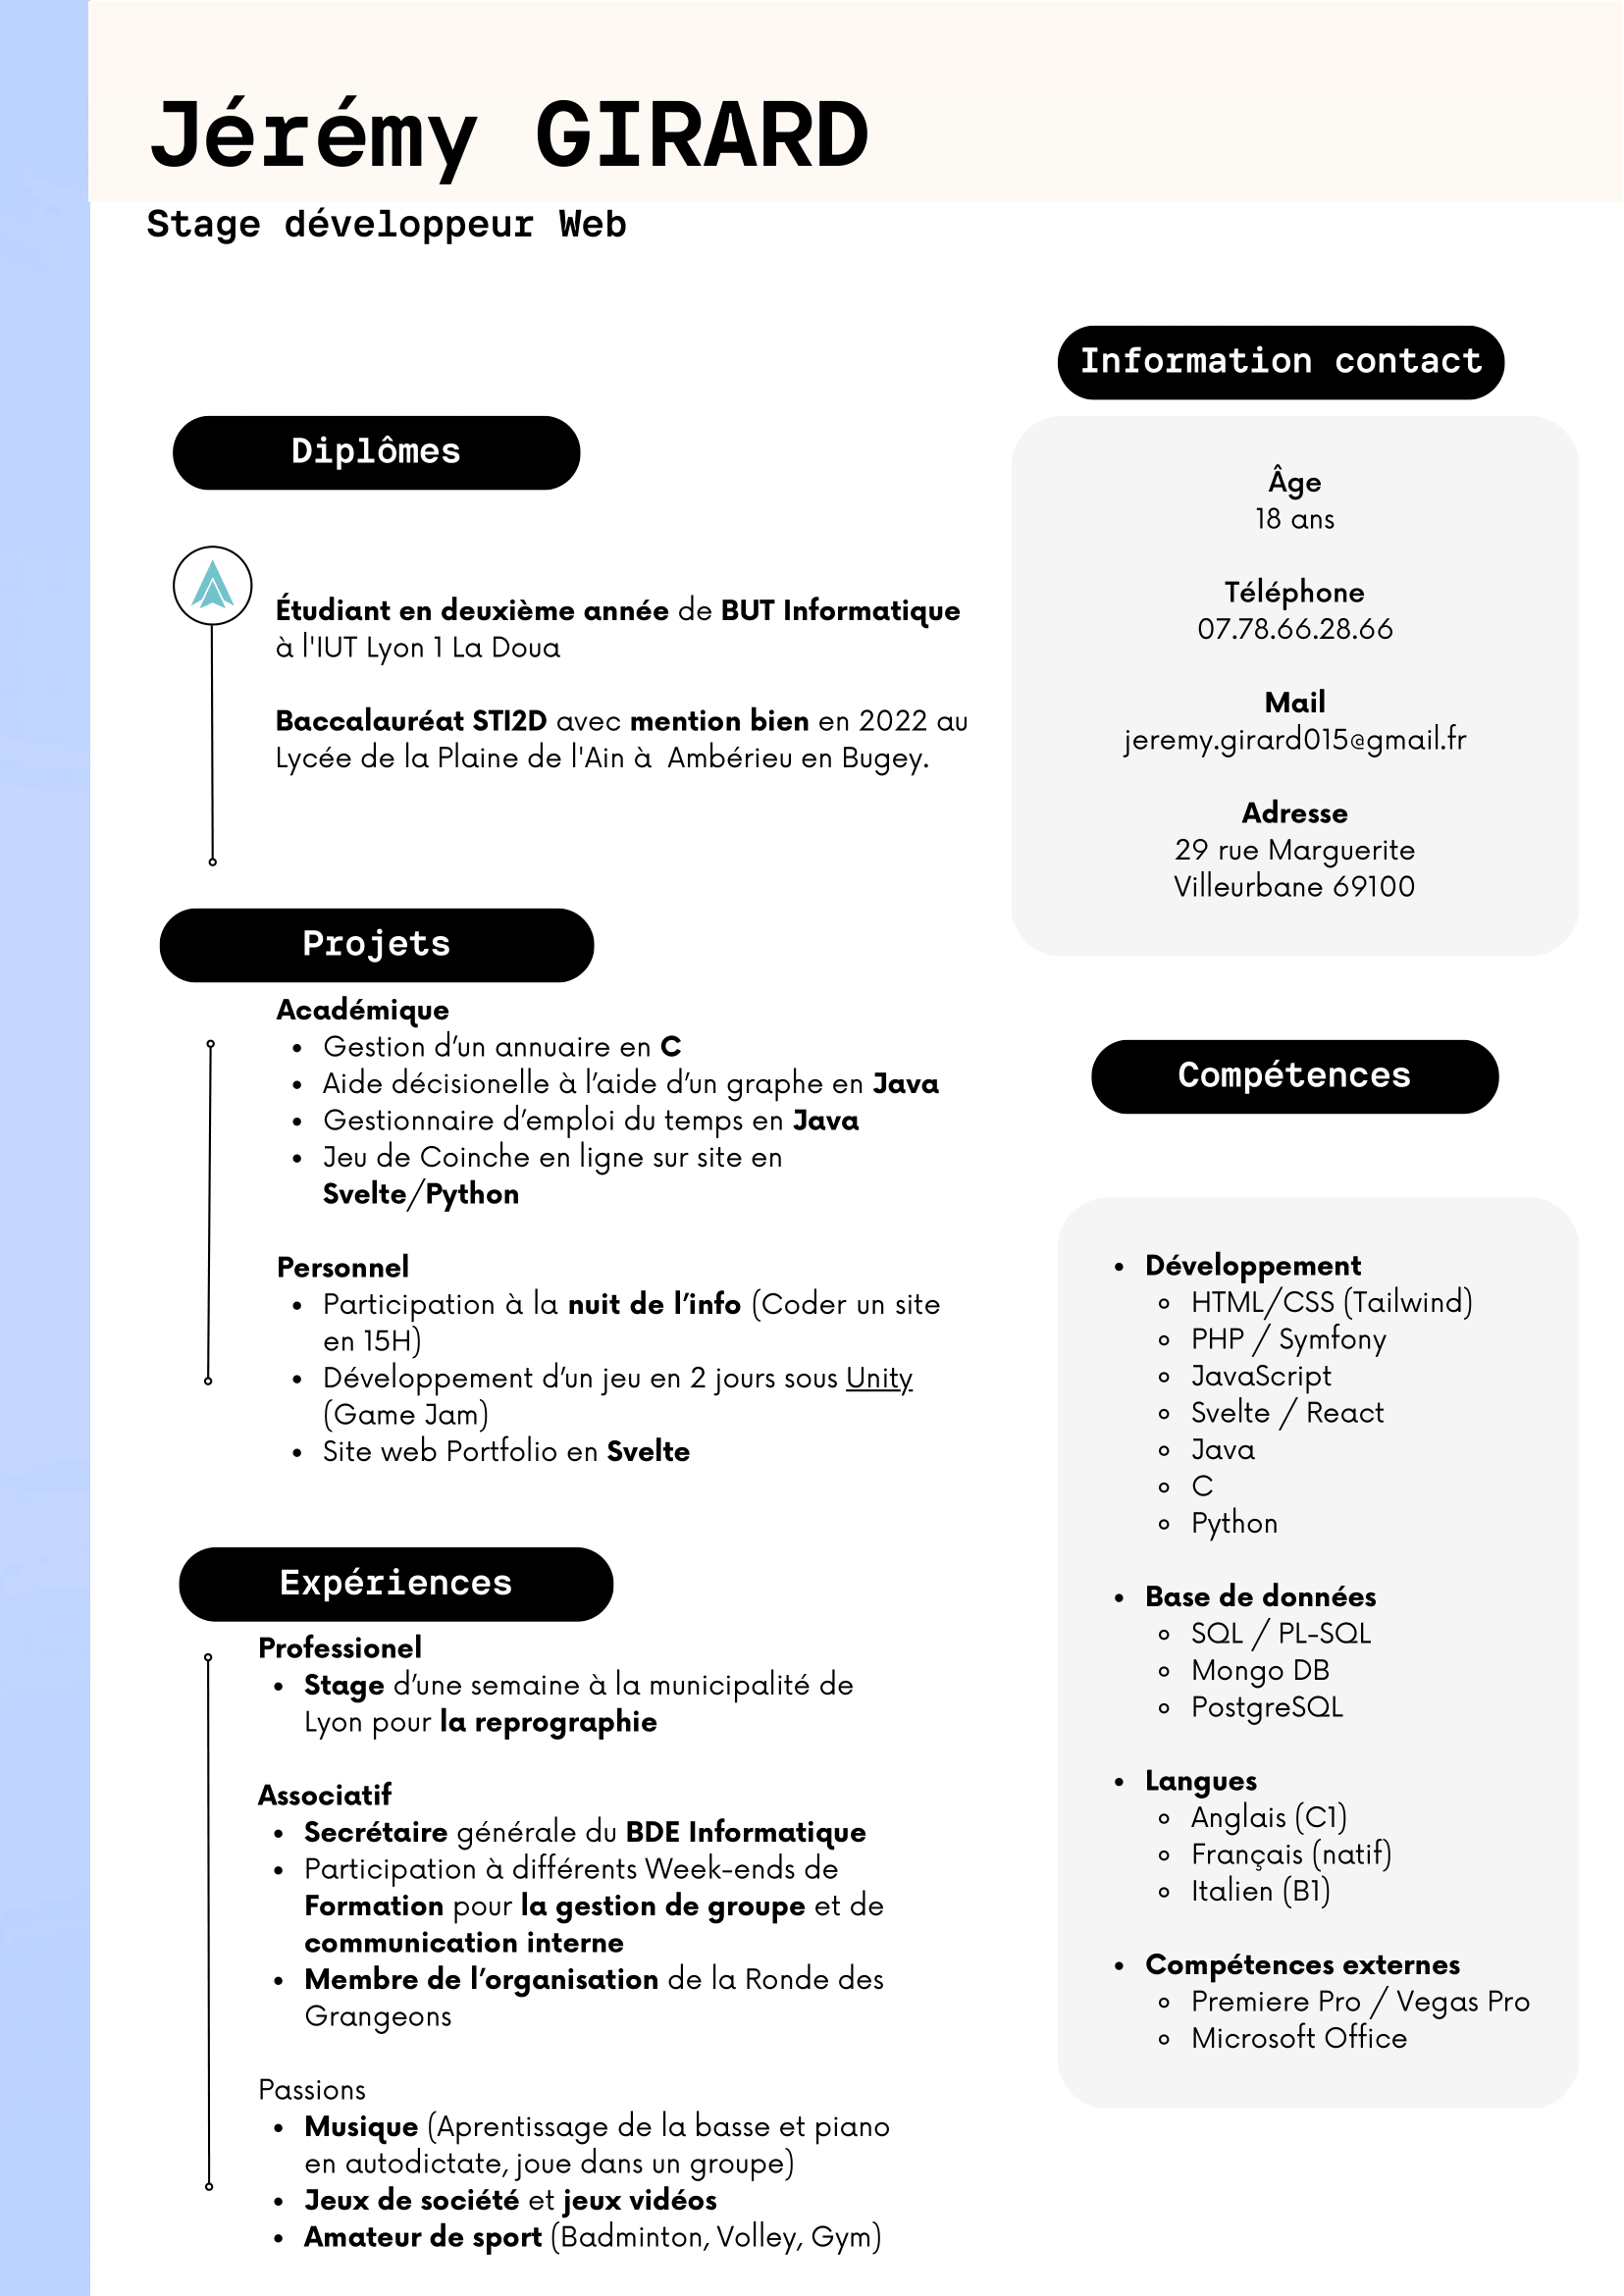 Jérémy GIRARD
Stage développeur Web
Diplômes
Étudiant en deuxième année de BUT Informatique
à l'IUT Lyon 1 La Doua
Baccalauréat STI2D avec mention bien en 2022 au
Lycée de la Plaine de l'Ain à  Ambérieu en Bugey.
Projets
Académique
• Gestion d’un annuaire en C
• Aide décisionelle à l’aide d’un graphe en Java
• Gestionnaire d’emploi du temps en Java
• Jeu de Coinche en ligne sur site en
Svelte/Python
Personnel
• Participation à la nuit de l’info (Coder un site
en 15H)
• Développement d’un jeu en 2 jours sous Unity
(Game Jam)
• Site web Portfolio en Svelte
Expériences
Professionel
• Stage d’une semaine à la municipalité de
Lyon pour la reprographie
Associatif
• Secrétaire générale du BDE Informatique
• Participation à différents Week-ends de
Formation pour la gestion de groupe et de
communication interne
• Membre de l’organisation de la Ronde des
Grangeons
Passions
• Musique (Aprentissage de la basse et piano
en autodictate, joue dans un groupe)
• Jeux de société et jeux vidéos
• Amateur de sport (Badminton, Volley, Gym)
Information contact
Âge
18 ans
Téléphone
07.78.66.28.66
Mail
jeremy.girard015@gmail.fr
Adresse
29 rue Marguerite
Villeurbane 69100
Compétences
• Développement
◦ HTML/CSS (Tailwind)
◦ PHP / Symfony
◦ JavaScript
◦ Svelte / React
◦ Java
◦ C
◦ Python
• Base de données
◦ SQL / PL-SQL
◦ Mongo DB
◦ PostgreSQL
• Langues
◦ Anglais (C1)
◦ Français (natif)
◦ Italien (B1)
• Compétences externes
◦ Premiere Pro / Vegas Pro
◦ Microsoft Office